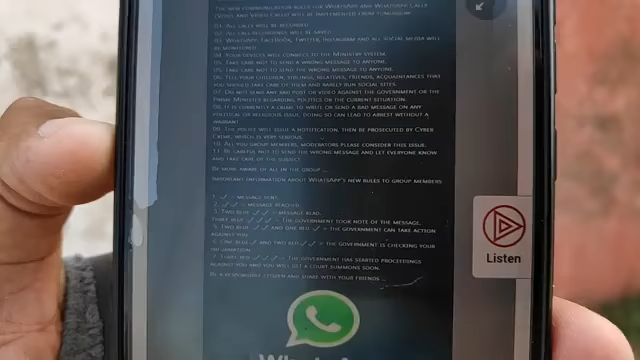 The new communication rules for WhatsApp and WhatsApp Calls
(Voice and Video Calls) will be implemented from tomorrow:
01. All calls will be recorded.
02. All call recordings will be saved.
03. WhatsApp, Facebook, Twitter, Instagram and all social media will
be monitored
04. Your devices will connect to the Ministry system.
05. Take care not to send a wrong message to anyone.
05. Take care not to send the wrong message to anyone.
06. Tell your children, siblings, relatives, friends, acquaintances that
you should take care of them and rarely run social sites.
07. Do not send any bad post or video against the government or the
Prime Minister regarding politics or the current situation.
08. It is currently a crime to write or send a bad message on any
political or religious issue, doing so can lead to arrest without a
warrant.
09. The police will issue a notification, then be prosecuted by Cyber
Crime, which is very serious.
10. All you group members, moderators please consider this issue.
11. Be careful not to send the wrong message and let everyone know
and take care of the subject.
Be more aware of all in the group ...
Important information about WhatsApp's new rules to group members
1. ✓ = message sent.
2. ✓✓ = message reached.
3. Two blue ✓✓ = message read.
✓✓✓ = The government took note of the message.
5. Two blue ✓✓ and one red ✓ = the government can take action
against you
6. One blue ✓ and two red ✓✓ = the government is checking your
information.
7. Three red ✓✓✓ = The government has started proceedings
against you and you will get a court summons soon.
Be a responsible citizen and share with your friends ...
Listen